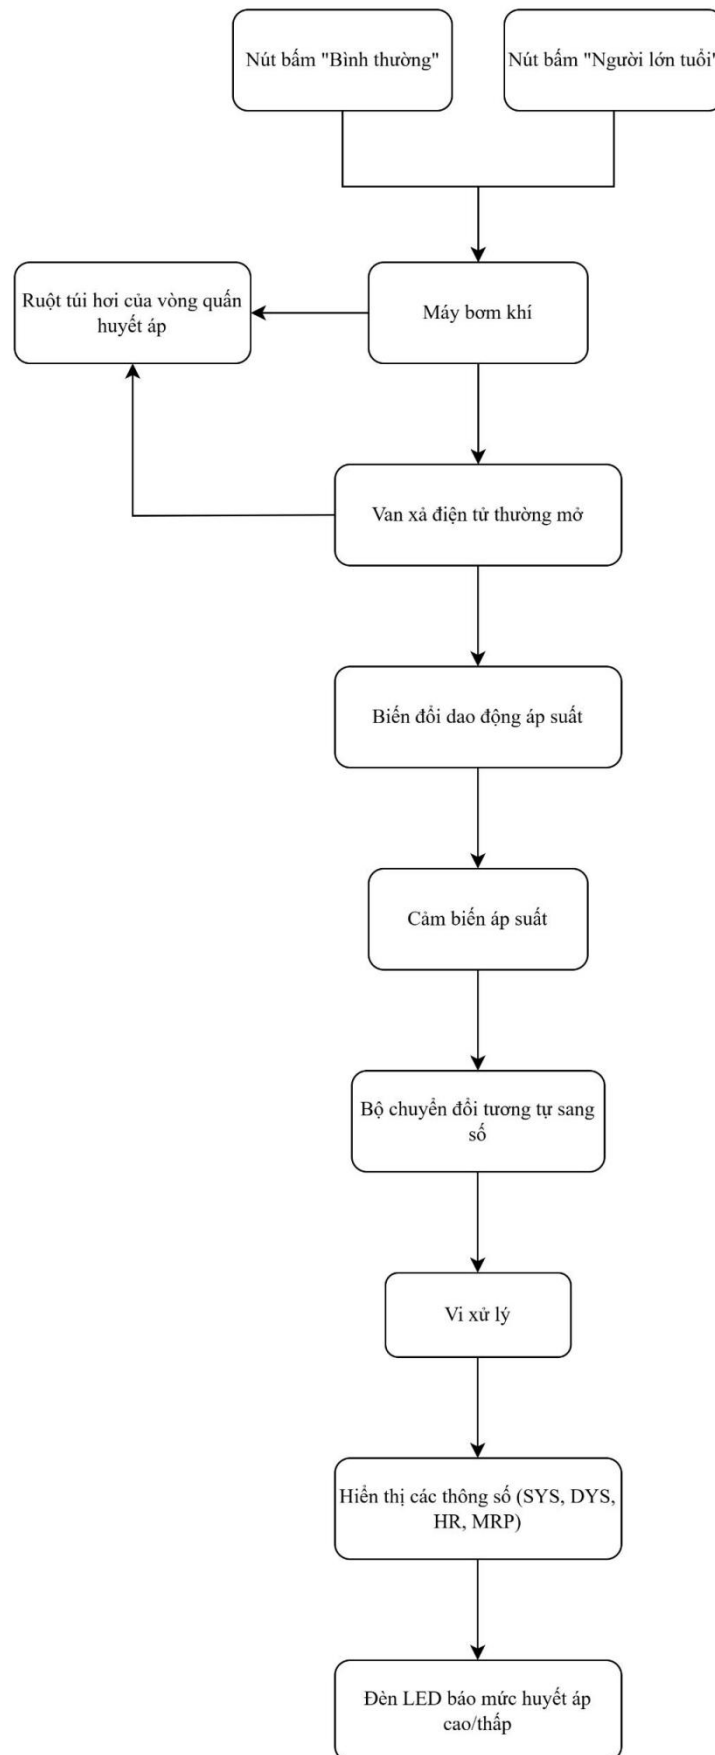 Nút bấm "Bình thường"
Nút bấm "Người lớn tuổi"
Ruột túi hơi của vòng quấn
huyết áp
Máy bơm khí
Van xả điện tử thường mở
Biến đổi dao động áp suất
Cảm biến áp suất
Bộ chuyển đổi tương tự sang
số
Vi xử lý
Hiển thị các thông số (SYS, DYS,
HR, MRP)
Đèn LED báo mức huyết áp
cao/thấp